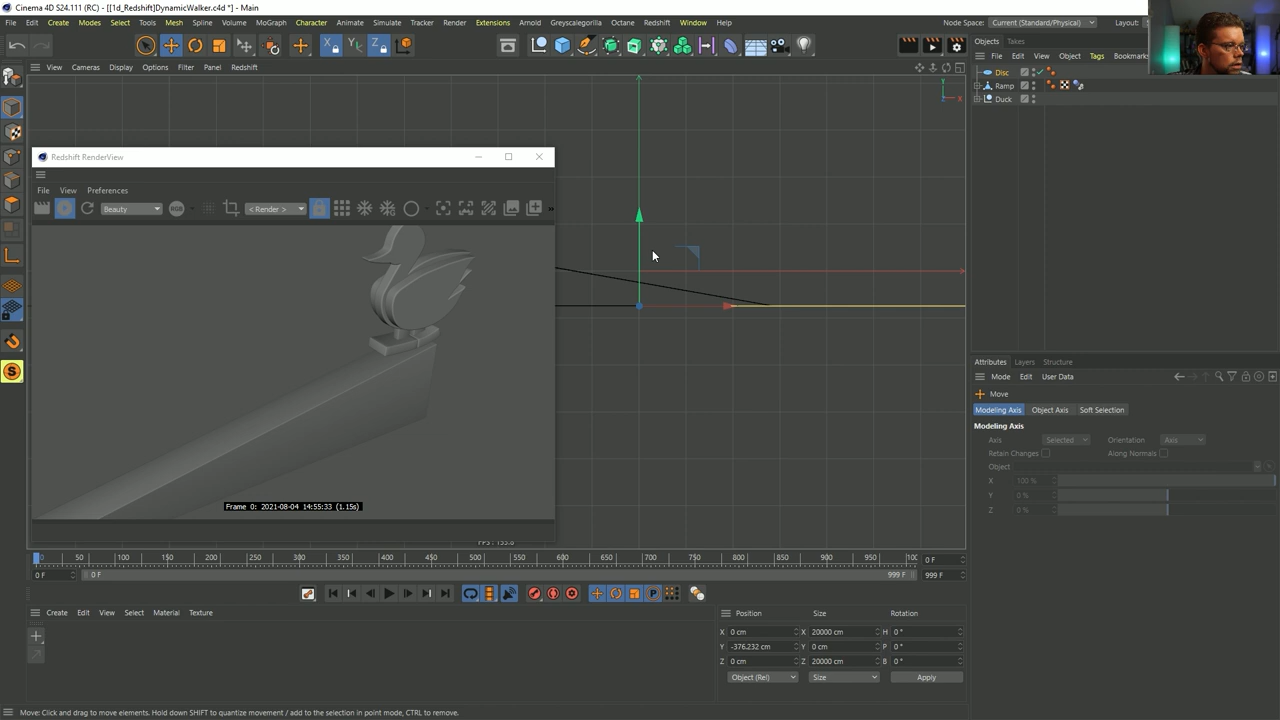 Cinema 4D S24.111 (RC) - [[1d_Redshift]DynamicWalker.c4d *] - Main
File Edit Create Modes Select Tools Mesh Spline Volume MoGraph Character Animate Simulate Tracker Render Extensions Arneo Greyscalegorilla Octane Redshift Window Help Node Space: Current (Standard/Physical) Layout:
View Cameras Display Options Filter Panel Redshift
Objects Takes
File Edit View Object Tags Bookmarks
Disc
Ramp
Duck
Y
X
Redshift RenderView
File View Preferences
Beauty RGB < Render >
Frame 0: 2021-08-04 14:55:33 (1.15s)
Attributes Layers Structure
Mode Edit User Data
Move
Modeling Axis Object Axis Soft Selection
Modeling Axis
Axis Selected Orientation Axis
Retain Changes Along Normals
Object
X 100 %
Y 0 %
Z 0 %
0 50 100 150 200 250 300 350 400 450 500 550 600 650 700 750 800 850 900 950 100 0 F
0 F 0 F 999 F 999 F
Create Edit View Select Material Texture
Position Size Rotation
X 0 cm X 20000 cm H 0 °
Y -376.232 cm Y 0 cm P 0 °
Z 0 cm Z 20000 cm B 0 °
Object (Rel) Size Apply
Move: Click and drag to move elements. Hold down SHIFT to quantize movement / add to the selection in point mode, CTRL to remove.